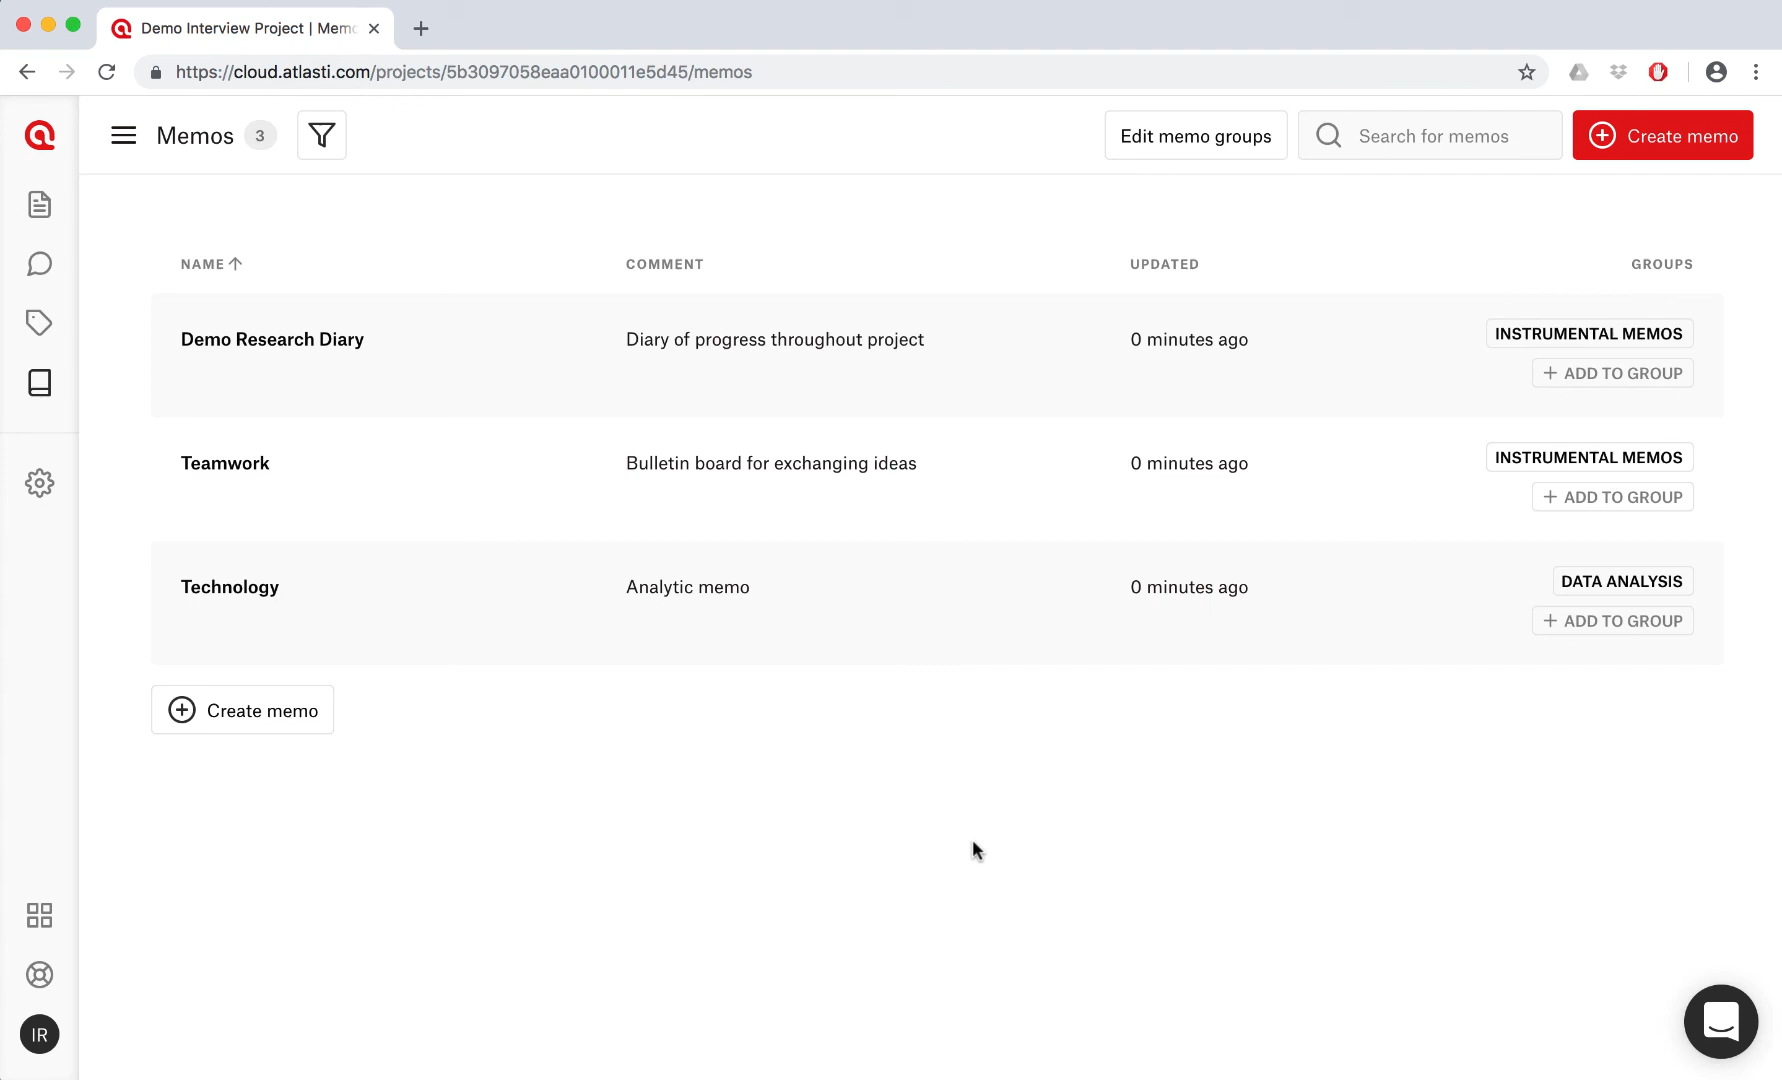 Demo Interview Project | Memo
https://cloud.atlasti.com/projects/5b3097058eaa0100011e5d45/memos
Memos 3
Edit memo groups
Search for memos
Create memo
NAME COMMENT UPDATED GROUPS
Demo Research Diary Diary of progress throughout project 0 minutes ago INSTRUMENTAL MEMOS
+ ADD TO GROUP
Teamwork Bulletin board for exchanging ideas 0 minutes ago INSTRUMENTAL MEMOS
+ ADD TO GROUP
Technology Analytic memo 0 minutes ago DATA ANALYSIS
+ ADD TO GROUP
Create memo
IR